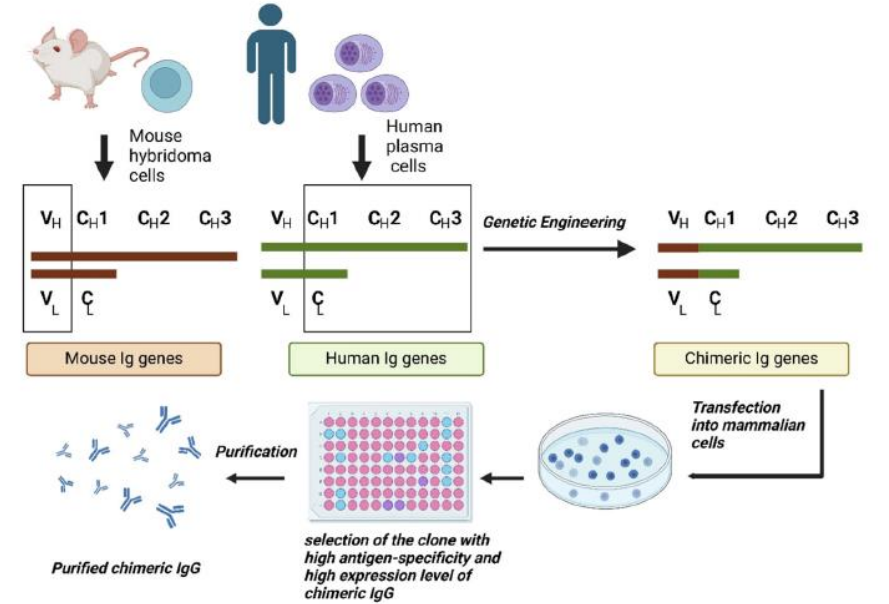 Mouse
hybridoma
cells
Human
plasma
cells
VH CH1 CH2 CH3
VL CL
Mouse Ig genes
VH CH1 CH2 CH3
VL CL
Human Ig genes
Genetic Engineering
VH CH1 CH2 CH3
VL CL
Chimeric Ig genes
Transfection
into mammalian
cells
selection of the clone with
high antigen-specificity and
high expression level of
chimeric IgG
Purification
Purified chimeric IgG